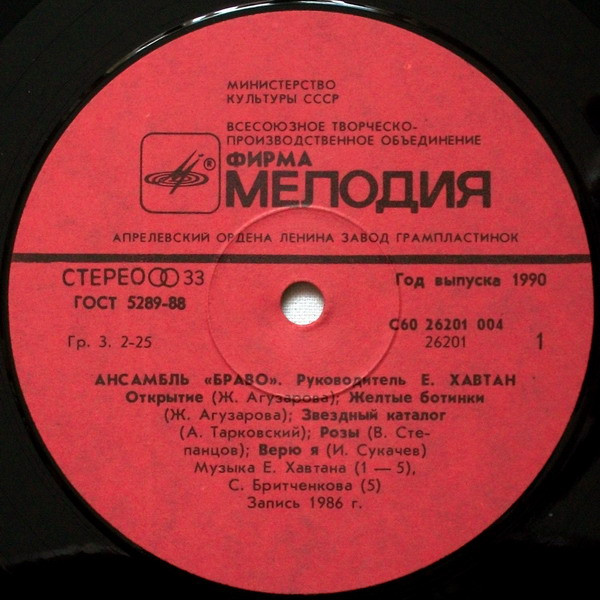 МИНИСТЕРСТВО
КУЛЬТУРЫ СССР
ВСЕСОЮЗНОЕ ТВОРЧЕСКО-
ПРОИЗВОДСТВЕННОЕ ОБЪЕДИНЕНИЕ
ФИРМА
®
МЕЛОДИЯ
АПРЕЛЕВСКИЙ ОРДЕНА ЛЕНИНА ЗАВОД ГРАМПЛАСТИНОК
СТЕРЕО 33
Год выпуска 1990
ГОСТ 5289-88
С60 26201 004
Гр. 3. 2-25
26201
1
АНСАМБЛЬ «БРАВО». Руководитель Е. ХАВТАН
Открытие (Ж. Агузарова); Желтые ботинки
(Ж. Агузарова); Звездный каталог
(А. Тарковский); Розы (В. Сте-
панцов); Верю я (И. Сукачев)
Музыка Е. Хавтана (1 — 5),
С. Бритченкова (5)
Запись 1986 г.